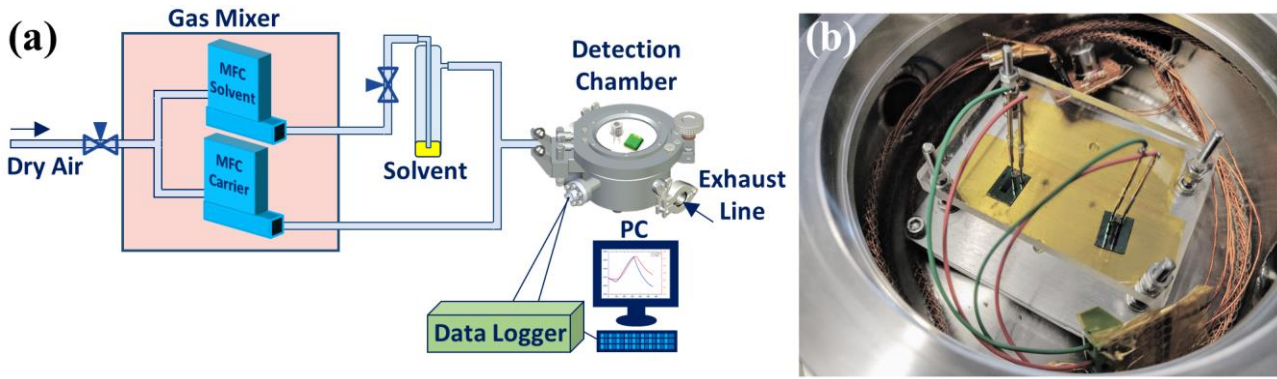 (a)
Gas Mixer
MFC
Solvent
MFC
Carrier
Dry Air
Solvent
Detection
Chamber
Exhaust
Line
PC
Data Logger
(b)